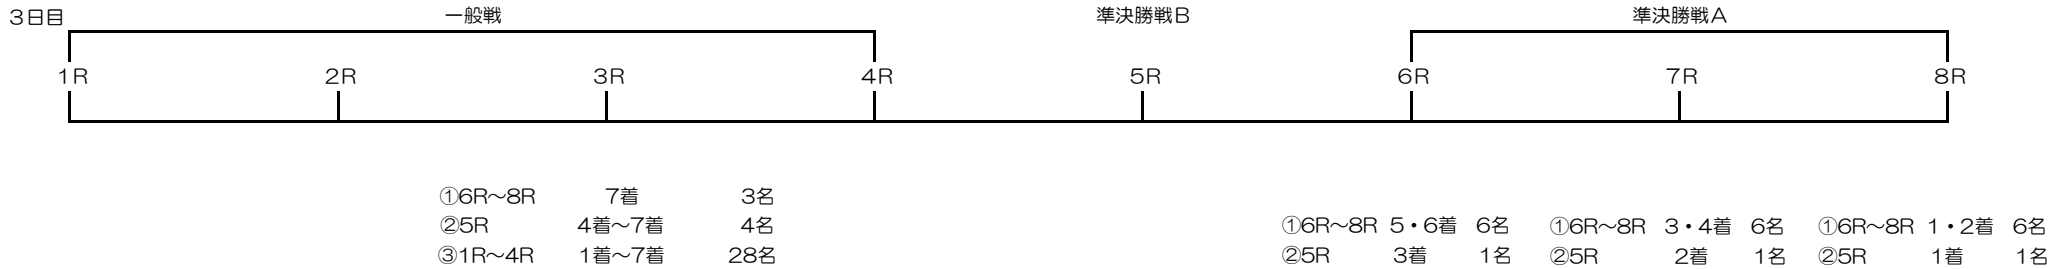 3日目 一般戦 準決勝戦B 準決勝戦A
1R 2R 3R 4R 5R 6R 7R 8R
①6R～8R 7着 3名
②5R 4着～7着 4名
③1R～4R 1着～7着 28名
①6R～8R 5・6着 6名
②5R 3着 1名
①6R～8R 3・4着 6名
②5R 2着 1名
①6R～8R 1・2着 6名
②5R 1着 1名